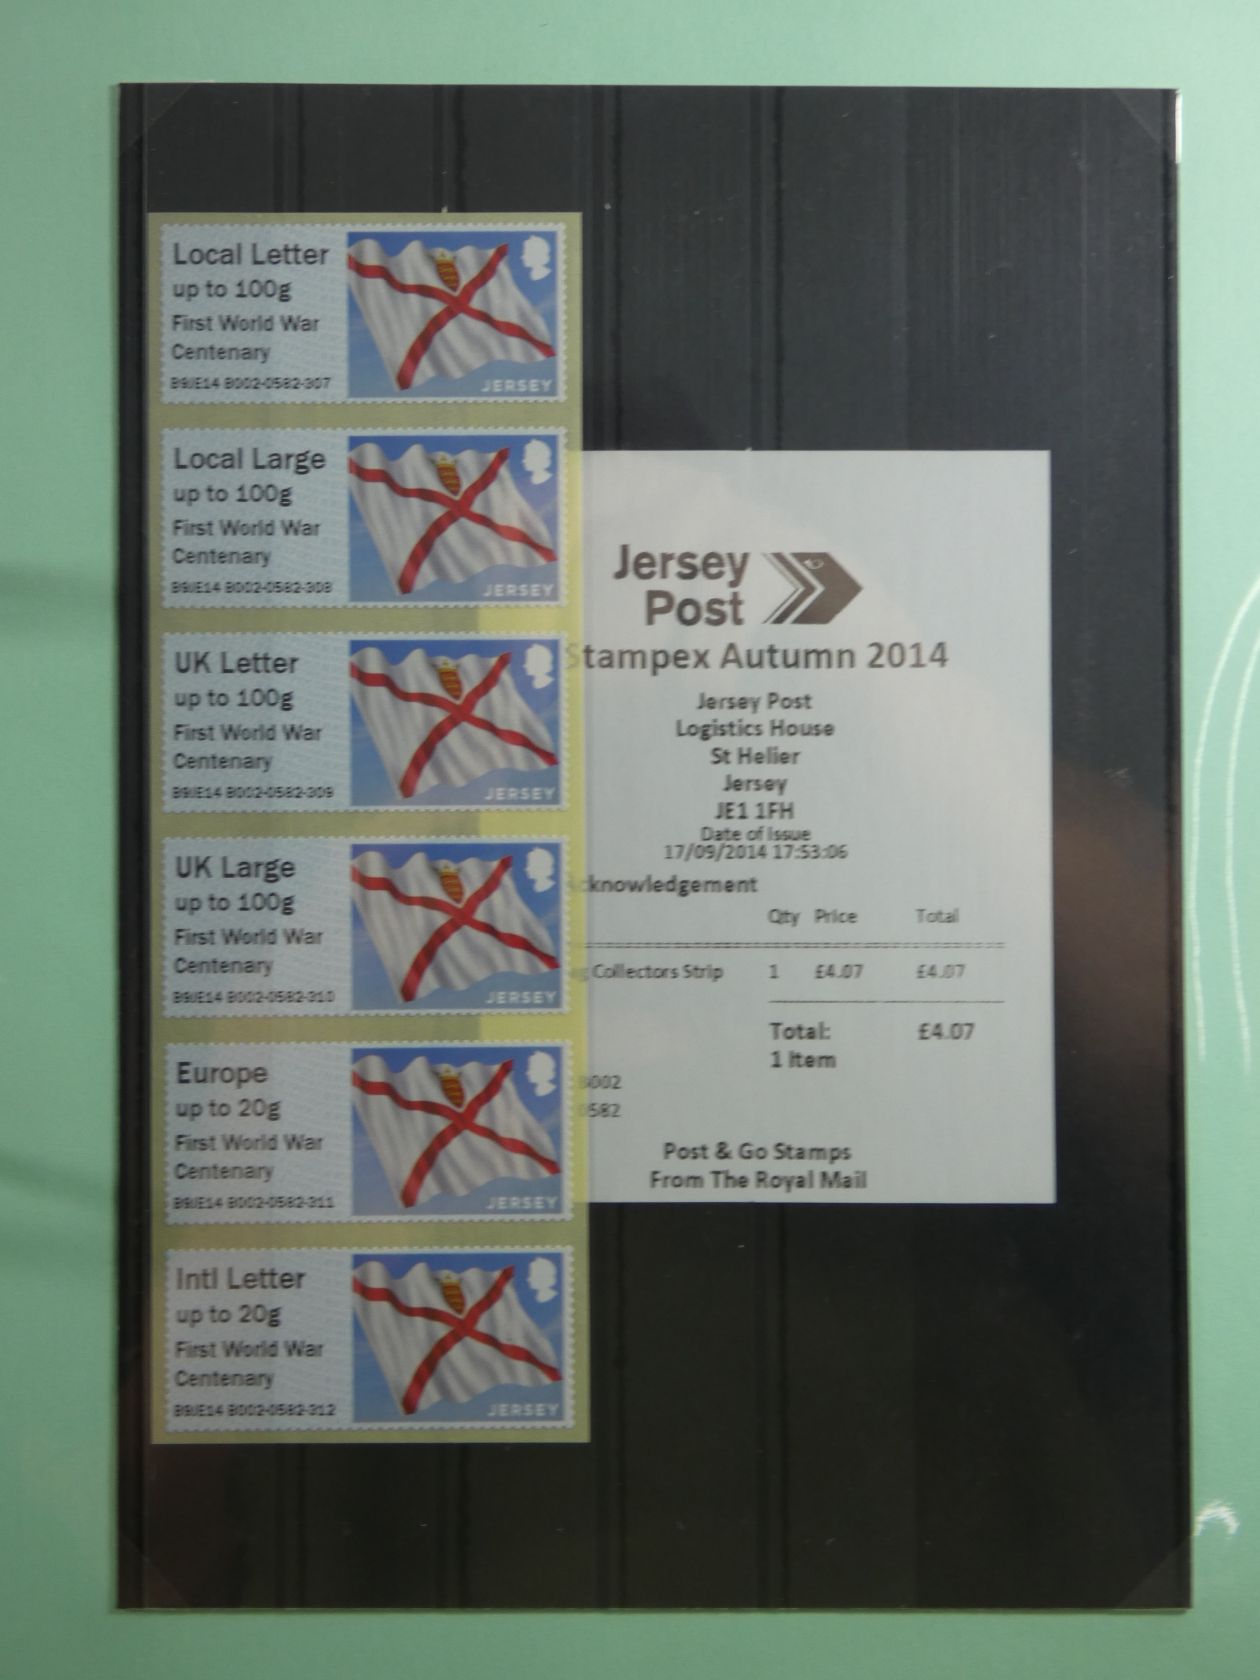 Local Letter
up to 100g
First World War
Centenary
B9JE14 B002-0582-307
JERSEY
Local Large
up to 100g
First World War
Centenary
B9JE14 B002-0582-308
JERSEY
UK Letter
up to 100g
First World War
Centenary
B9JE14 B002-0582-309
JERSEY
UK Large
up to 100g
First World War
Centenary
B9JE14 B002-0582-310
JERSEY
Europe
up to 20g
First World War
Centenary
B9JE14 B002-0582-311
JERSEY
Intl Letter
up to 20g
First World War
Centenary
B9JE14 B002-0582-312
JERSEY
Jersey
Post
Stampex Autumn 2014
Jersey Post
Logistics House
St Helier
Jersey
JE1 1FH
Date of Issue
17/09/2014 17:53:06
cknowledgement
Qty Price Total
Collectors Strip 1 £4.07 £4.07
Total: £4.07
1 Item
B002
0582
Post & Go Stamps
From The Royal Mail